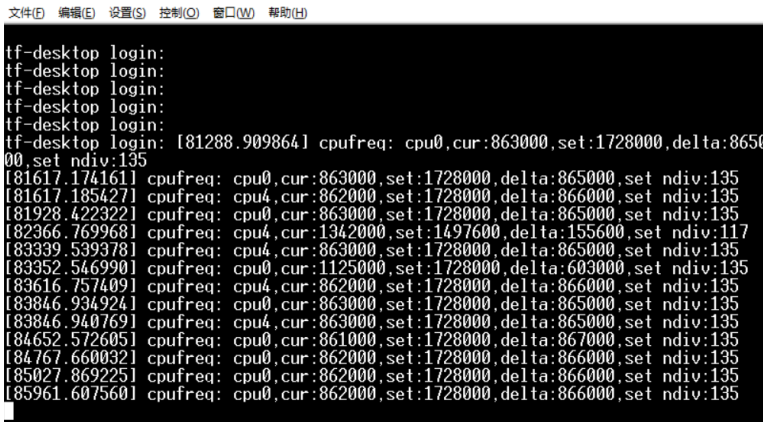 文件(F) 编辑(E) 设置(S) 控制(O) 窗口(W) 帮助(H)
tf-desktop login:
tf-desktop login:
tf-desktop login:
tf-desktop login:
tf-desktop login:
tf-desktop login: [81288.909864] cpufreq: cpu0,cur:863000,set:1728000,delta:8650
00,set ndiv:135
[81617.174161] cpufreq: cpu0,cur:863000,set:1728000,delta:865000,set ndiv:135
[81617.185427] cpufreq: cpu4,cur:862000,set:1728000,delta:866000,set ndiv:135
[81928.422322] cpufreq: cpu0,cur:863000,set:1728000,delta:865000,set ndiv:135
[82366.769968] cpufreq: cpu4,cur:1342000,set:1497600,delta:155600,set ndiv:117
[83339.539378] cpufreq: cpu4,cur:863000,set:1728000,delta:865000,set ndiv:135
[83352.546990] cpufreq: cpu0,cur:1125000,set:1728000,delta:603000,set ndiv:135
[83616.757409] cpufreq: cpu4,cur:862000,set:1728000,delta:866000,set ndiv:135
[83846.934924] cpufreq: cpu0,cur:863000,set:1728000,delta:865000,set ndiv:135
[83846.940769] cpufreq: cpu4,cur:863000,set:1728000,delta:865000,set ndiv:135
[84652.572605] cpufreq: cpu0,cur:861000,set:1728000,delta:867000,set ndiv:135
[84767.660032] cpufreq: cpu0,cur:862000,set:1728000,delta:866000,set ndiv:135
[85027.869225] cpufreq: cpu0,cur:862000,set:1728000,delta:866000,set ndiv:135
[85961.607560] cpufreq: cpu0,cur:862000,set:1728000,delta:866000,set ndiv:135